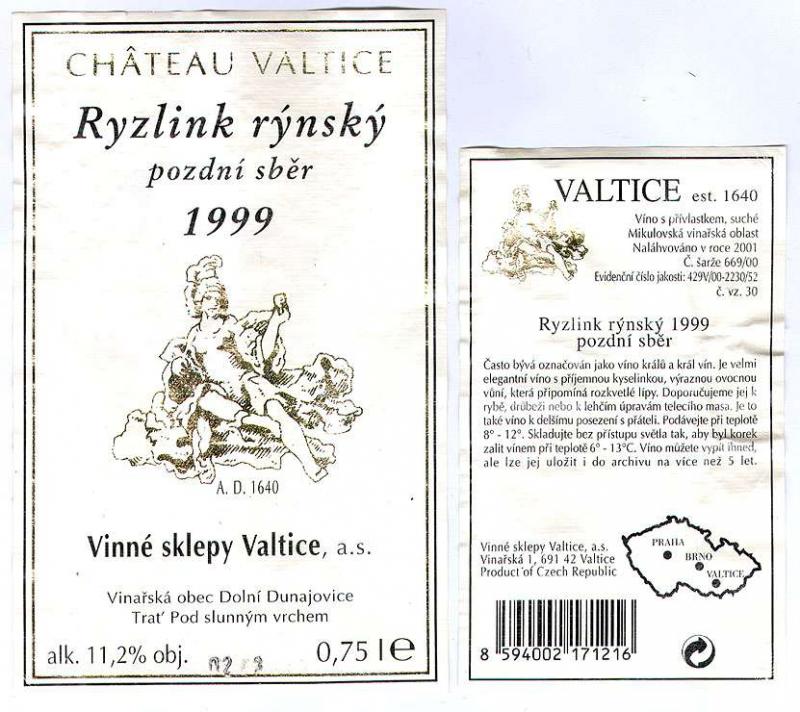 CHÂTEAU VALTICE
Ryzlink rýnský
pozdní sběr
1999
A. D. 1640
Vinné sklepy Valtice, a.s.
Vinařská obec Dolní Dunajovice
Trať Pod slunným vrchem
alk. 11,2% obj.
0,75 l e
VALTICE est. 1640
Víno s přívlastkem, suché
Mikulovská vinařská oblast
Naláhvováno v roce 2001
Č. šarže 669/00
Evidenční číslo jakosti: 429V/00-2230/52
č. vz. 30
Ryzlink rýnský 1999
pozdní sběr
Často bývá označován jako víno králů a král vín. Je velmi
elegantní víno s příjemnou kyselinkou, výraznou ovocnou
vůní, která připomíná rozkvetlé lípy. Doporučujeme jej k
rybě, drůbeži nebo k lehčím úpravám telecího masa. Je to
také víno k delšímu posezení s přáteli. Podávejte při teplotě
8° - 12°. Skladujte bez přístupu světla tak, aby byl korek
zalit vínem při teplotě 6° - 13°C. Víno můžete vypít ihned,
ale lze jej uložit i do archivu na více než 5 let.
Vinné sklepy Valtice, a.s.
Vinařská 1, 691 42 Valtice
Product of Czech Republic
PRAHA
BRNO
VALTICE
8 594002 171216